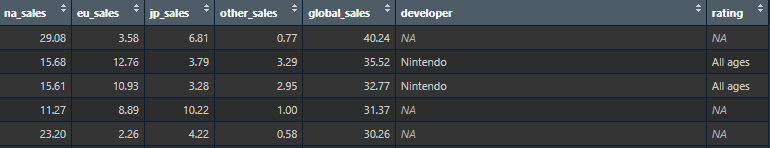 na_sales eu_sales jp_sales other_sales global_sales developer rating
29.08 3.58 6.81 0.77 40.24 NA NA
15.68 12.76 3.79 3.29 35.52 Nintendo All ages
15.61 10.93 3.28 2.95 32.77 Nintendo All ages
11.27 8.89 10.22 1.00 31.37 NA NA
23.20 2.26 4.22 0.58 30.26 NA NA